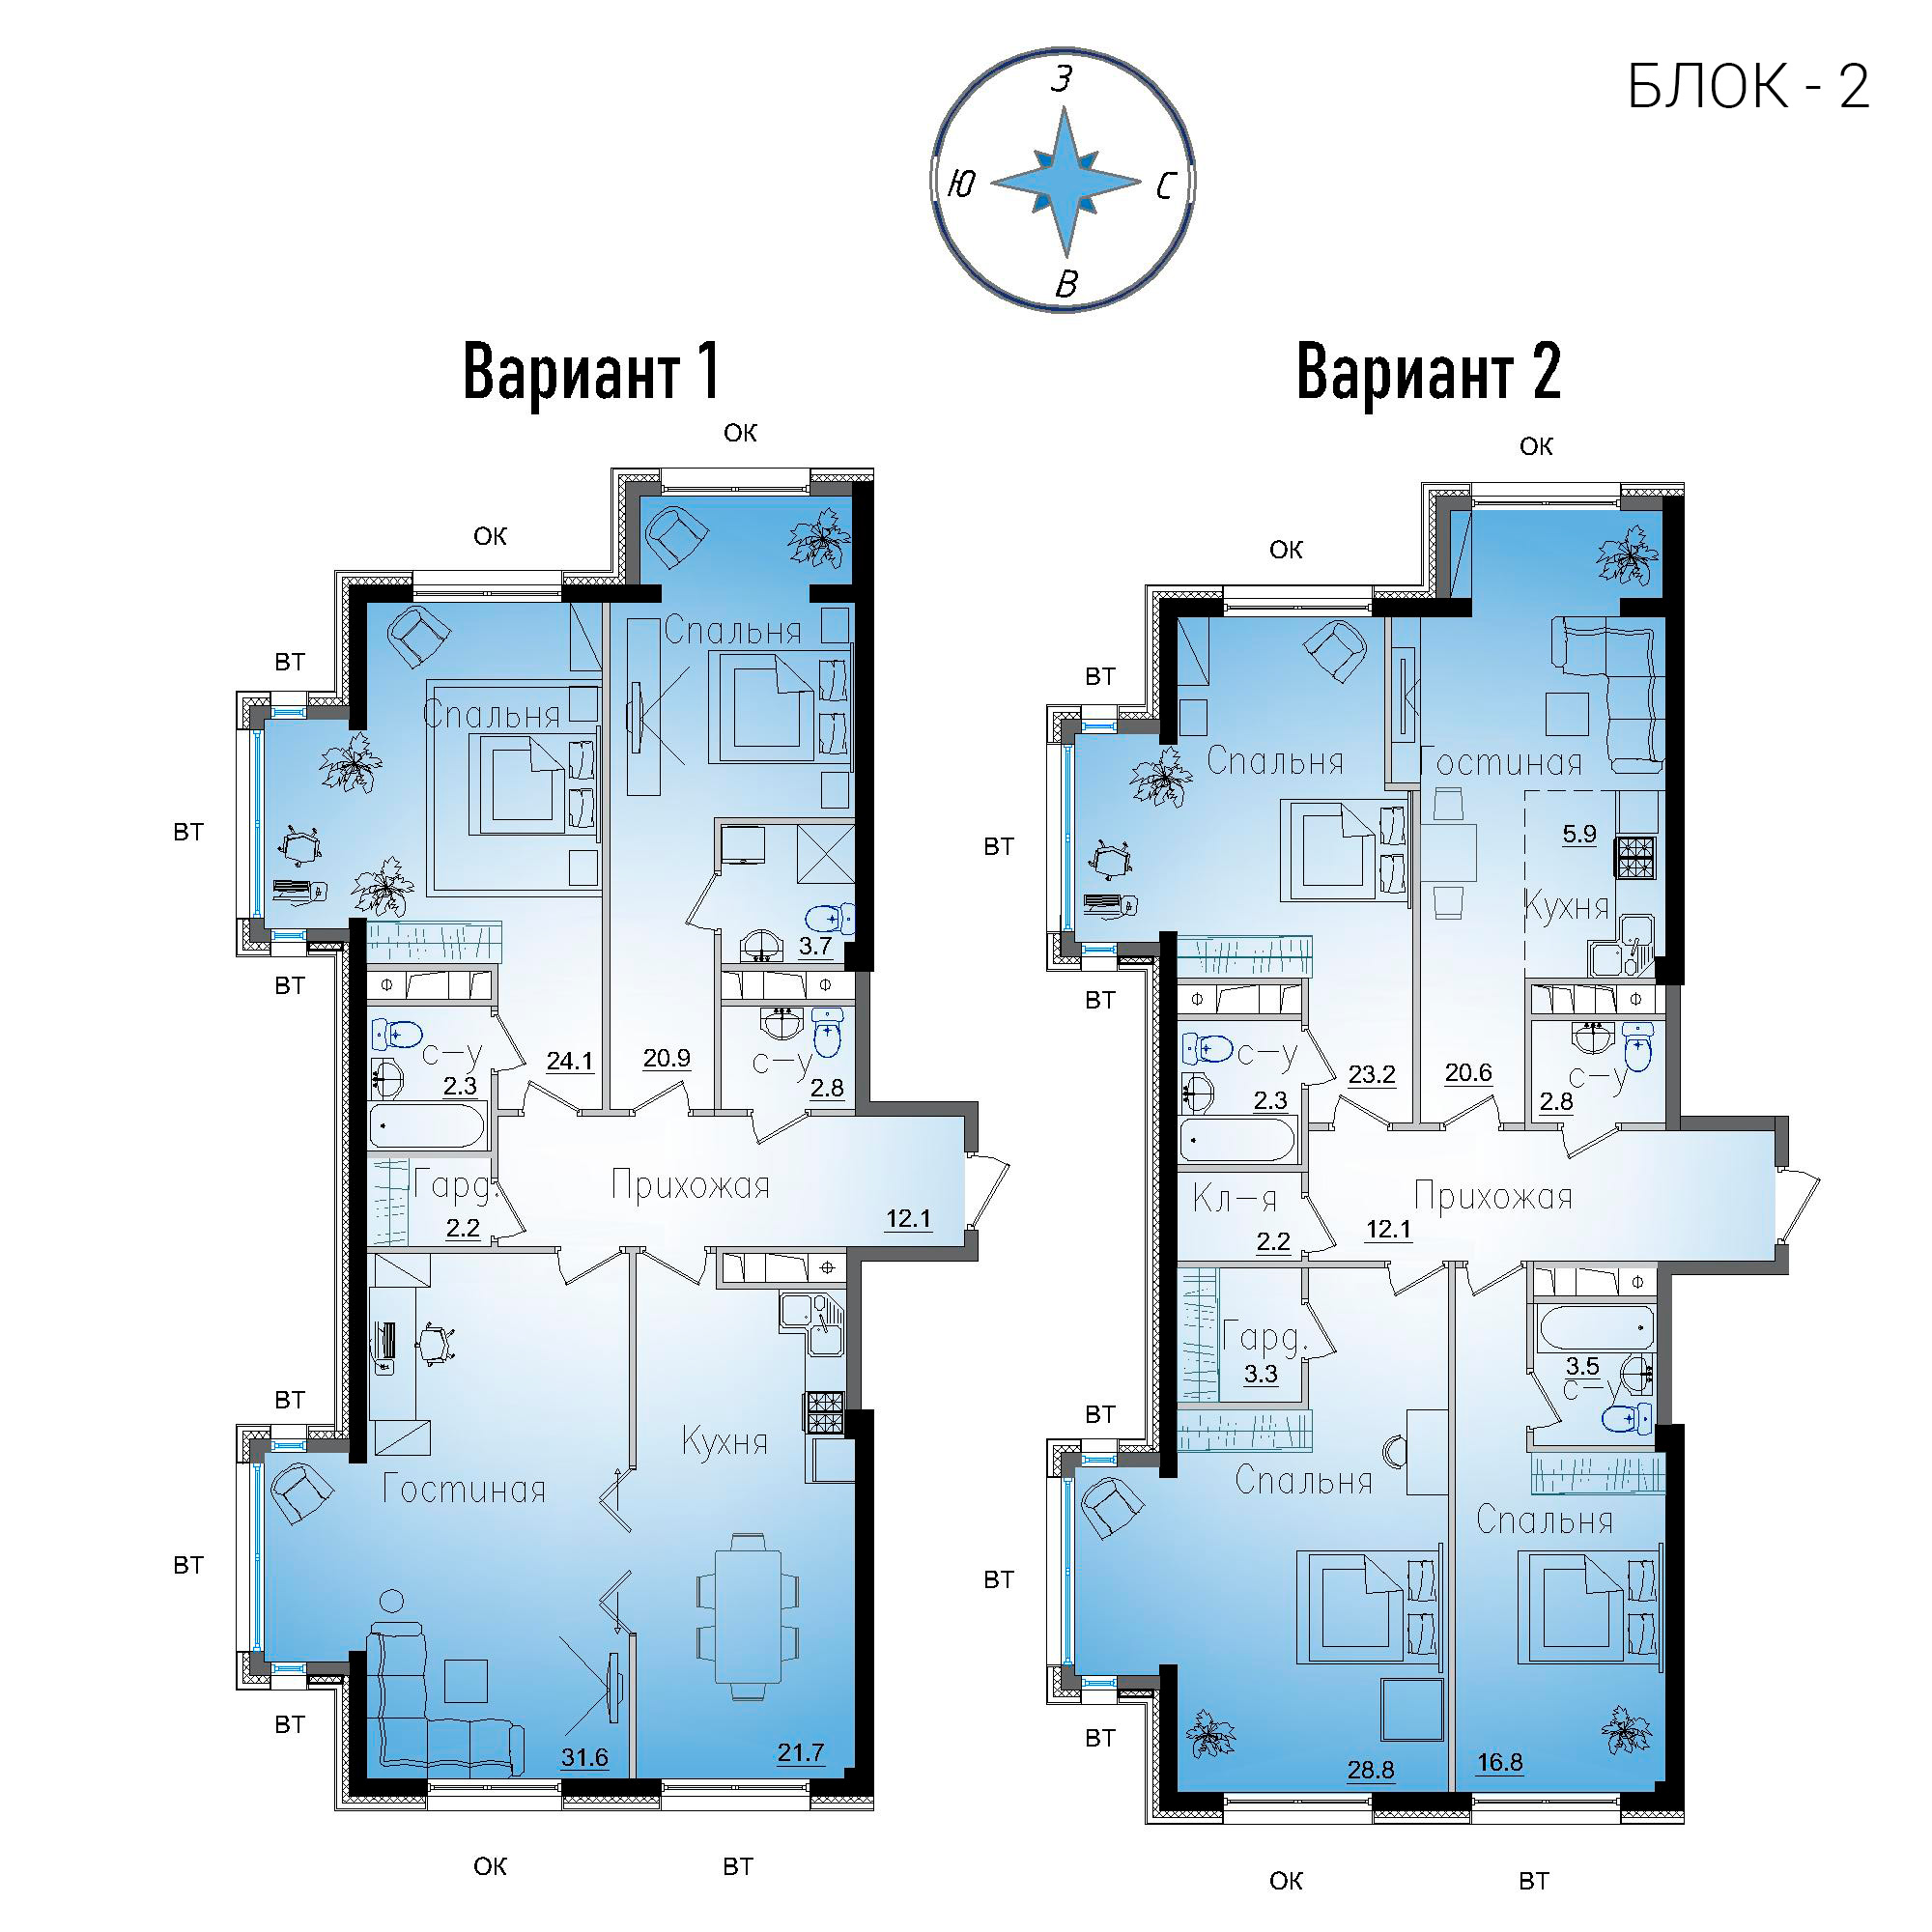 БЛОК - 2
З
Ю
С
В
Вариант 1
ОК
ОК
Спальня
ВТ
Спальня
ВТ
3.7
ВТ
с-у
2.3
24.1
20.9
с-у
2.8
Гард.
2.2
Прихожая
12.1
ВТ
Кухня
Гостиная
ВТ
ВТ
31.6
21.7
ОК
ВТ
Вариант 2
ОК
ОК
ВТ
Спальня
Гостиная
ВТ
5.9
Кухня
ВТ
с-у
2.3
23.2
20.6
с-у
2.8
Кл-я
2.2
Прихожая
12.1
Гард.
3.3
3.5
с-у
ВТ
Спальня
Спальня
ВТ
ВТ
28.8
16.8
ОК
ВТ